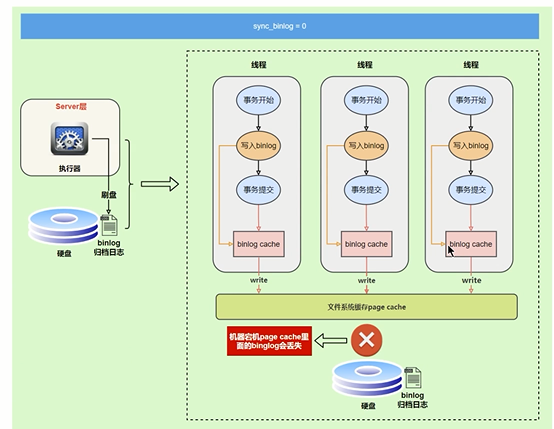 sync_binlog = 0
Server层
执行器
刷盘
硬盘
binlog
归档日志
线程
线程
线程
事务开始
事务开始
事务开始
写入binlog
写入binlog
写入binlog
事务提交
事务提交
事务提交
binlog cache
binlog cache
binlog cache
write
write
write
文件系统缓存page cache
机器宕机page cache里
面的binglog会丢失
硬盘
binlog
归档日志